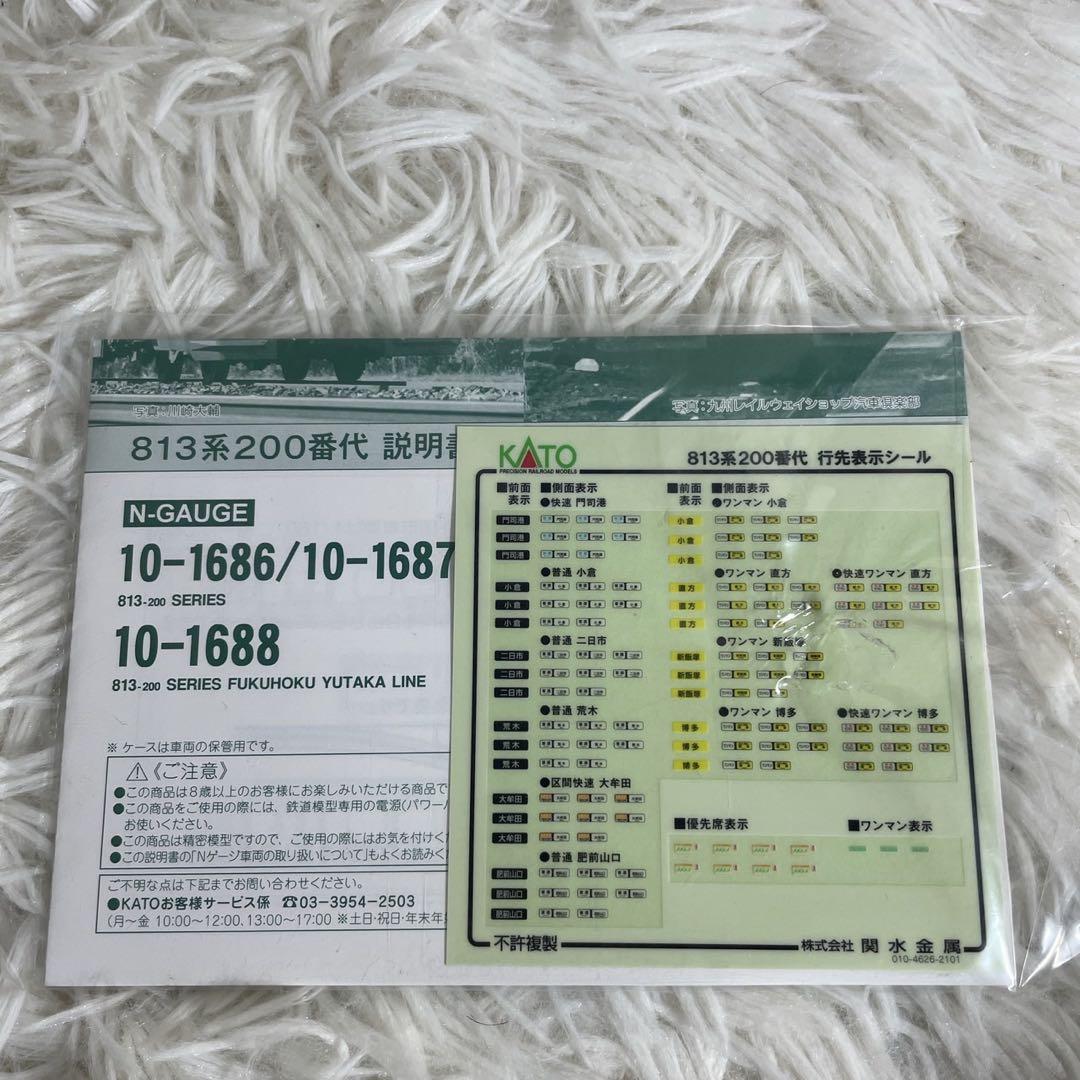 写真:川崎大輔
写真:九州レイルウェイショップ汽車倶楽部
813系200番代 説明書
N-GAUGE
10-1686/10-1687
813-200 SERIES
10-1688
813-200 SERIES FUKUHOKU YUTAKA LINE
※ ケースは車両の保管用です。
⚠《ご注意》
●この商品は8歳以上のお客様にお楽しみいただける商品で
●この商品をご使用の際には、鉄道模型専用の電源(パワーパ
お使いください。
●この商品は精密模型ですので、ご使用の際にはお気を付けく
●この説明書の「Nゲージ車両の取り扱いについて」もよくお読みく
ご不明な点は下記までお問い合わせください。
●KATOお客様サービス係 ☎03-3954-2503
(月~金 10:00~12:00、13:00~17:00 ※土日・祝日・年末年始
KATO
PRECISION RAILROAD MODELS
813系200番代 行先表示シール
■前面表示 ■側面表示
●快速 門司港
門司港
門司港
門司港
●普通 小倉
小倉
小倉
小倉
●普通 二日市
二日市
二日市
二日市
●普通 荒木
荒木
荒木
荒木
●区間快速 大牟田
大牟田
大牟田
大牟田
●普通 肥前山口
肥前山口
肥前山口
肥前山口
■前面表示 ■側面表示
●ワンマン 小倉
小倉
小倉
小倉
●ワンマン 直方 ●快速ワンマン 直方
直方
直方
直方
●ワンマン 新飯塚
新飯塚
新飯塚
新飯塚
●ワンマン 博多 ●快速ワンマン 博多
博多
博多
博多
■優先席表示 ■ワンマン表示
不許複製
株式会社 関水金属
010-4626-2101